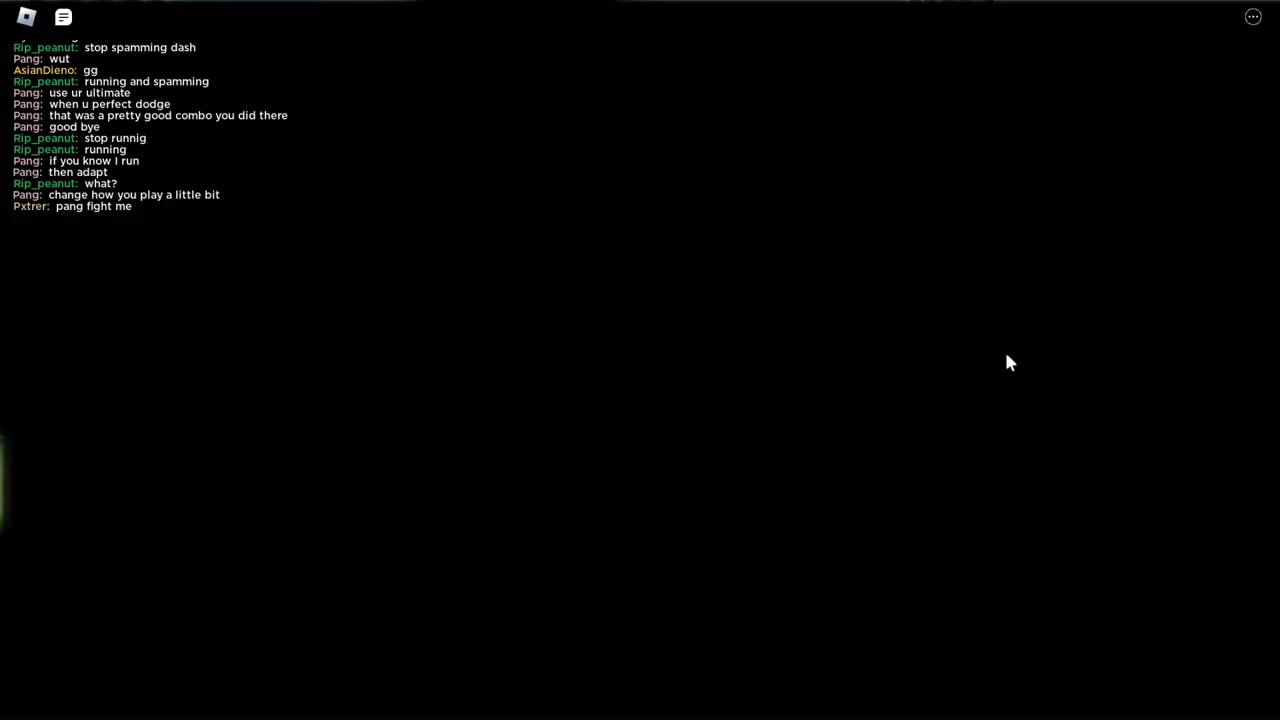 Rip_peanut: stop spamming dash
Pang: wut
AsianDieno: gg
Rip_peanut: running and spamming
Pang: use ur ultimate
Pang: when u perfect dodge
Pang: that was a pretty good combo you did there
Pang: good bye
Rip_peanut: stop runnig
Rip_peanut: running
Pang: if you know I run
Pang: then adapt
Rip_peanut: what?
Pang: change how you play a little bit
Pxtrer: pang fight me